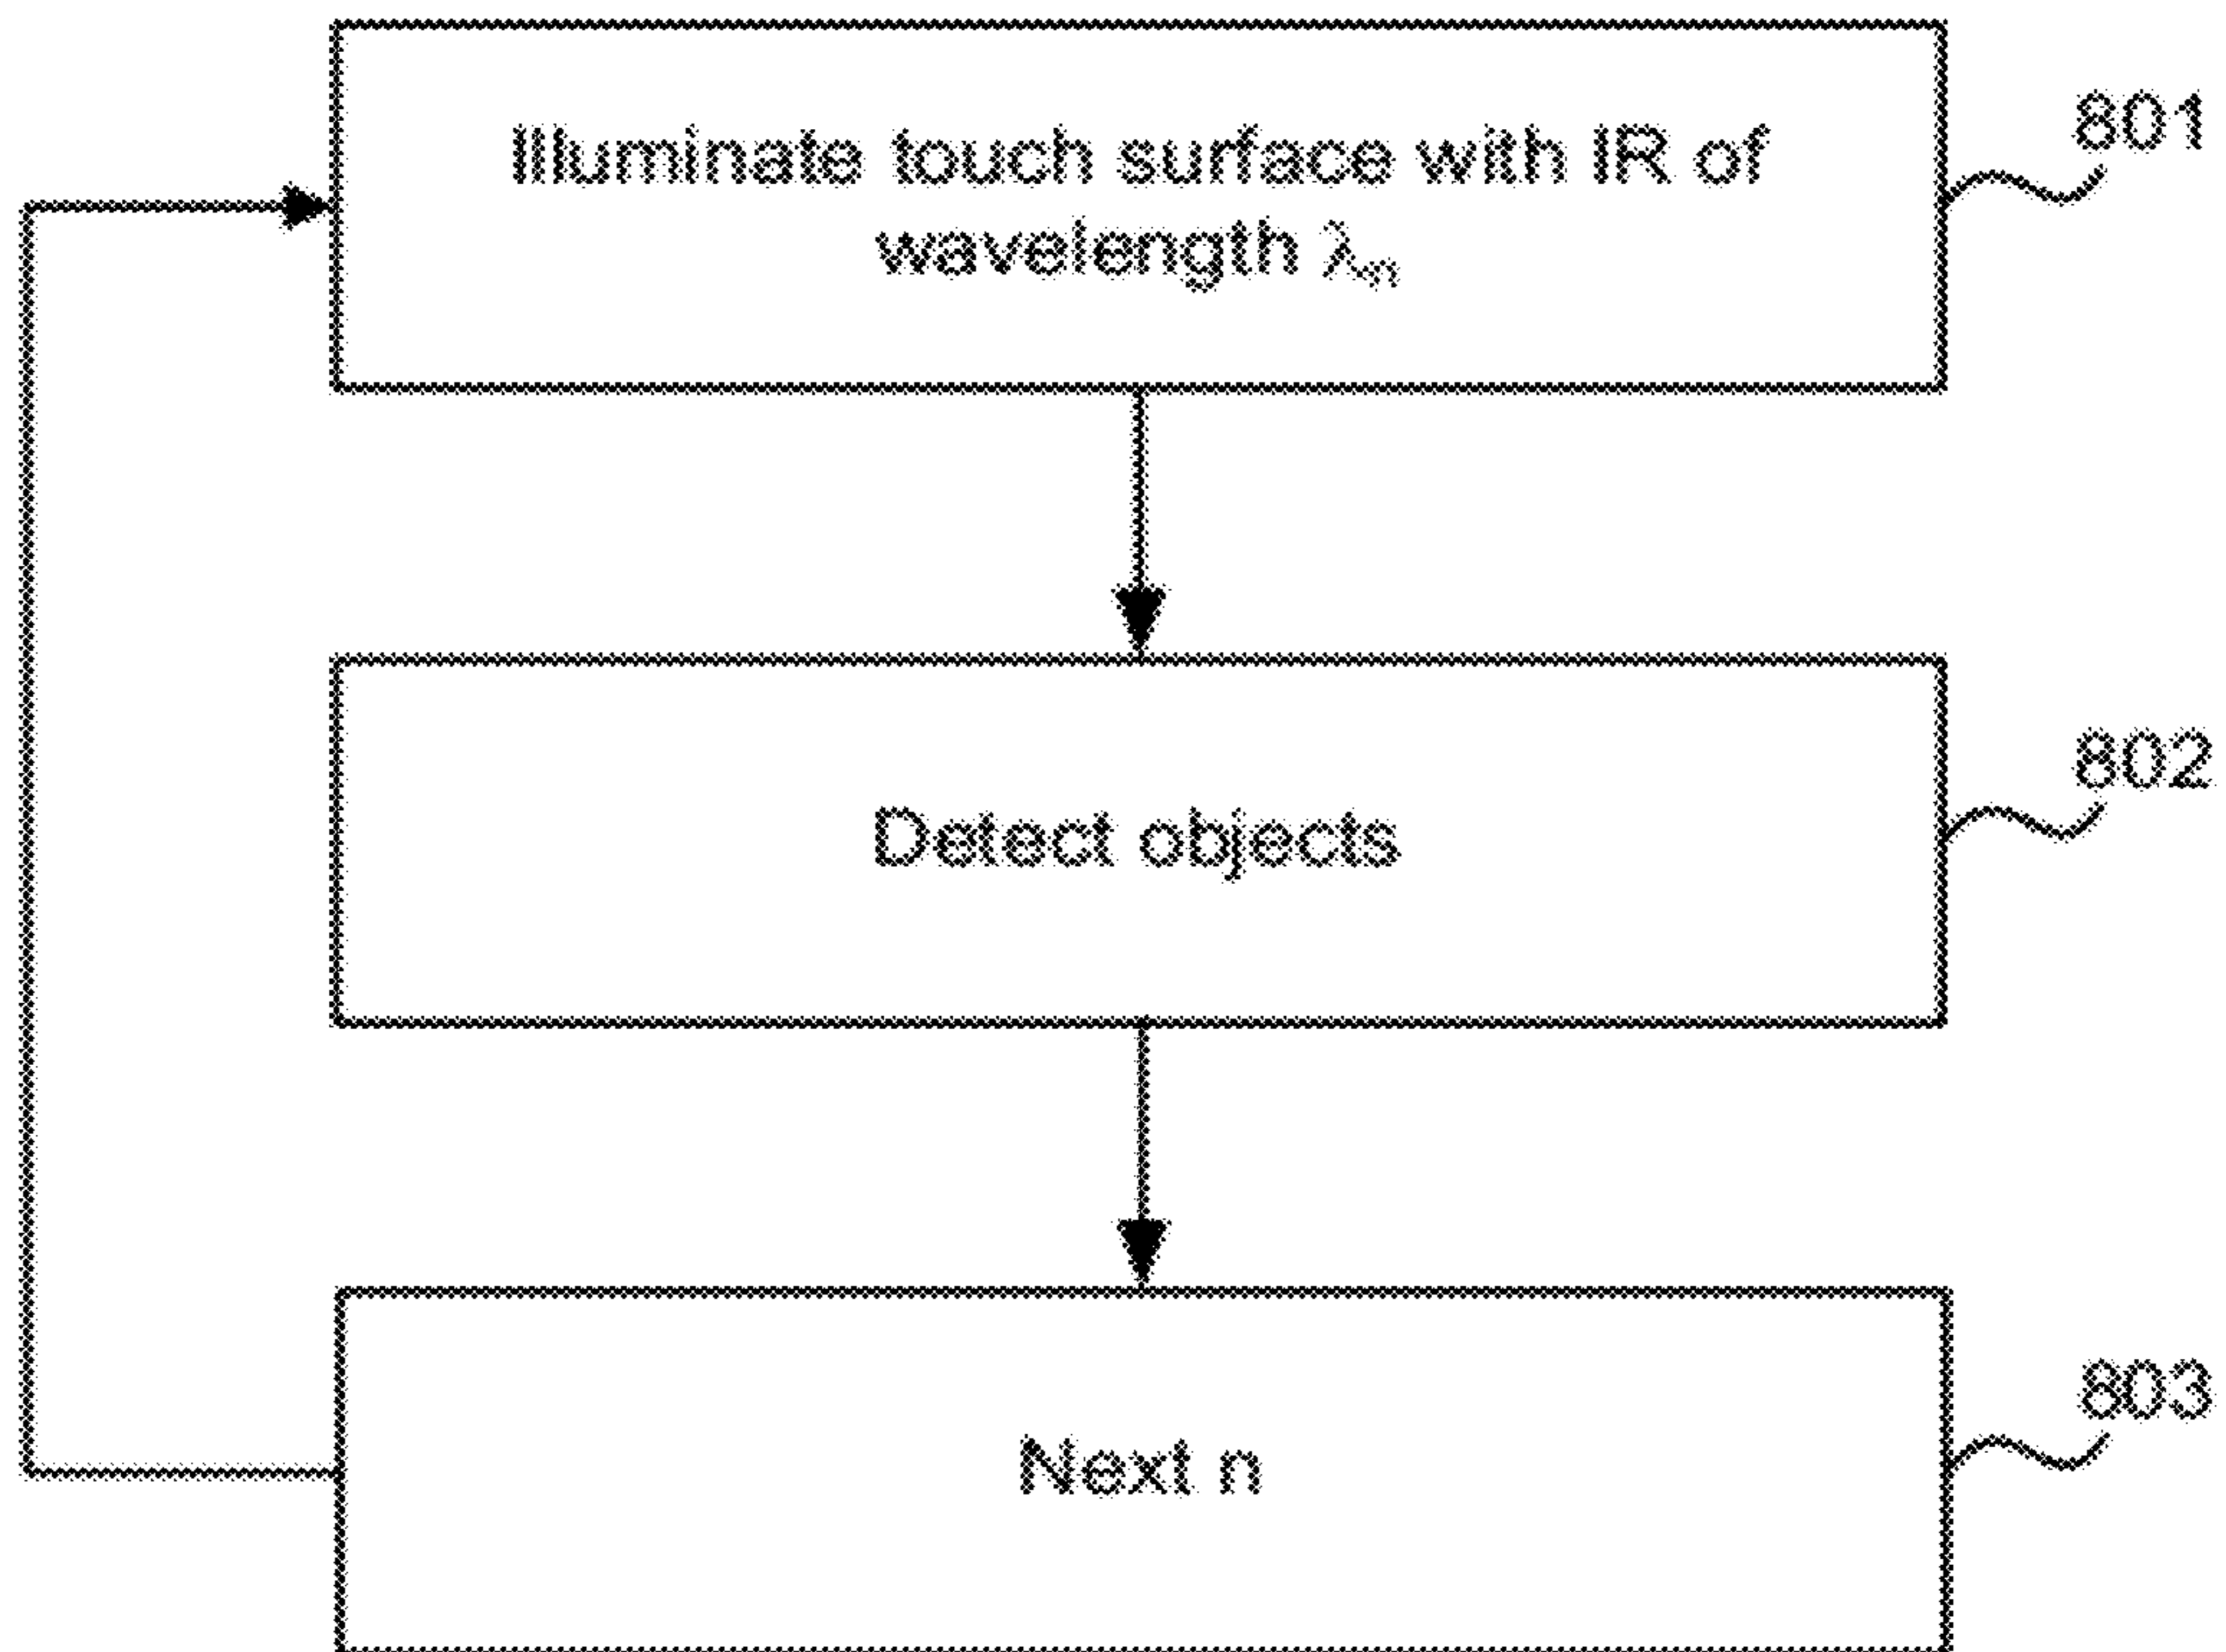 Illuminate touch surface with IR of
wavelength λn
801
Detect objects
802
Next n
803